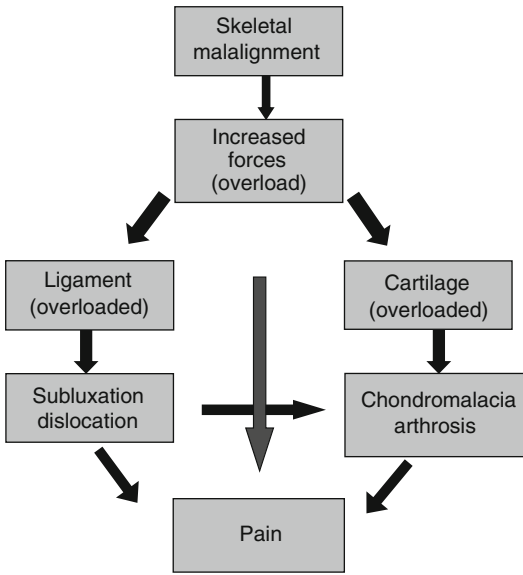 Skeletal
malalignment
Increased
forces
(overload)
Ligament
(overloaded)
Cartilage
(overloaded)
Subluxation
dislocation
Chondromalacia
arthrosis
Pain